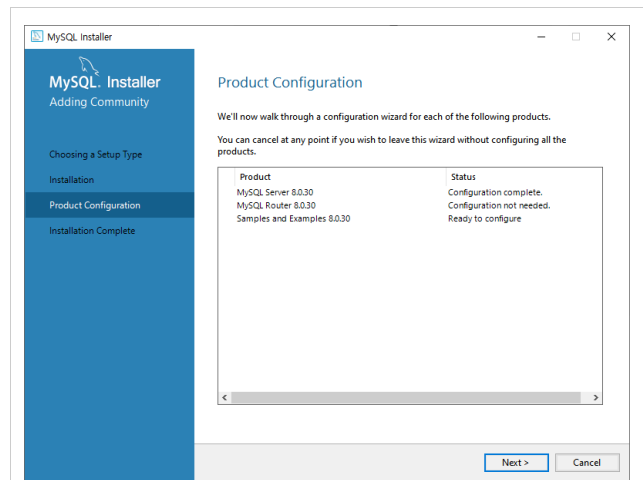 MySQL Installer
MySQL. Installer
Adding Community
Choosing a Setup Type
Installation
Product Configuration
Installation Complete
Product Configuration
We'll now walk through a configuration wizard for each of the following products.
You can cancel at any point if you wish to leave this wizard without configuring all the
products.
Product Status
MySQL Server 8.0.30 Configuration complete.
MySQL Router 8.0.30 Configuration not needed.
Samples and Examples 8.0.30 Ready to configure
Next > Cancel